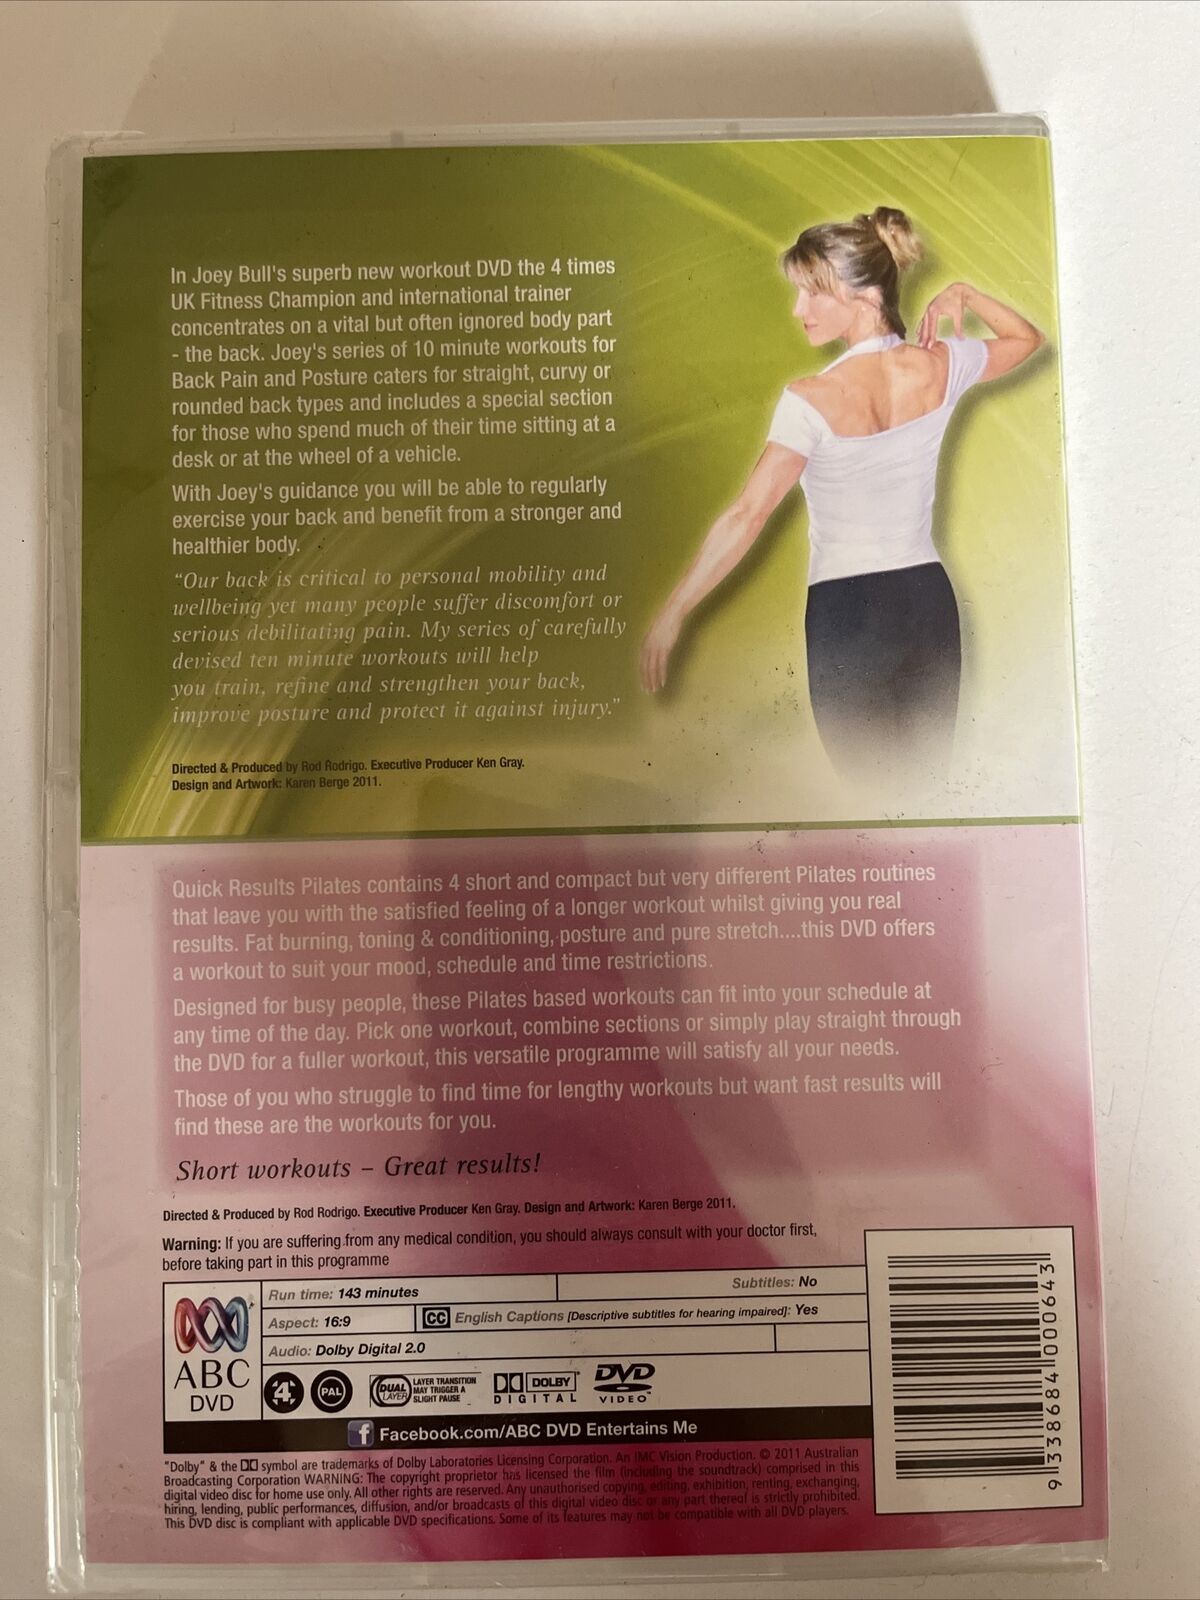 In Joey Bull's superb new workout DVD the 4 times
UK Fitness Champion and international trainer
concentrates on a vital but often ignored body part
- the back. Joey's series of 10 minute workouts for
Back Pain and Posture caters for straight, curvy or
rounded back types and includes a special section
for those who spend much of their time sitting at a
desk or at the wheel of a vehicle.
With Joey's guidance you will be able to regularly
exercise your back and benefit from a stronger and
healthier body.
"Our back is critical to personal mobility and
wellbeing yet many people suffer discomfort or
serious debilitating pain. My series of carefully
devised ten minute workouts will help
you train, refine and strengthen your back,
improve posture and protect it against injury."
Directed & Produced by Rod Rodrigo. Executive Producer Ken Gray.
Design and Artwork: Karen Berge 2011.
Quick Results Pilates contains 4 short and compact but very different Pilates routines
that leave you with the satisfied feeling of a longer workout whilst giving you real
results. Fat burning, toning & conditioning, posture and pure stretch....this DVD offers
a workout to suit your mood, schedule and time restrictions.
Designed for busy people, these Pilates based workouts can fit into your schedule at
any time of the day. Pick one workout, combine sections or simply play straight through
the DVD for a fuller workout, this versatile programme will satisfy all your needs.
Those of you who struggle to find time for lengthy workouts but want fast results will
find these are the workouts for you.
Short workouts – Great results!
Directed & Produced by Rod Rodrigo. Executive Producer Ken Gray. Design and Artwork: Karen Berge 2011.
Warning: If you are suffering from any medical condition, you should always consult with your doctor first,
before taking part in this programme
ABC
DVD
Run time: 143 minutes
Subtitles: No
Aspect: 16:9
CC English Captions [Descriptive subtitles for hearing impaired]: Yes
Audio: Dolby Digital 2.0
4
PAL
DUAL LAYER
LAYER TRANSITION
MAY TRIGGER A
SLIGHT PAUSE
DOLBY
DIGITAL
DVD
VIDEO
f Facebook.com/ABC DVD Entertains Me
"Dolby" & the DD symbol are trademarks of Dolby Laboratories Licensing Corporation. An IMC Vision Production. © 2011 Australian
Broadcasting Corporation WARNING: The copyright proprietor has licensed the film (including the soundtrack) comprised in this
digital video disc for home use only. All other rights are reserved. Any unauthorised copying, editing, exhibition, renting, exchanging,
hiring, lending, public performances, diffusion, and/or broadcasts of this digital video disc or any part thereof is strictly prohibited.
This DVD disc is compliant with applicable DVD specifications. Some of its features may not be compatible with all DVD players.
9 338684 000643